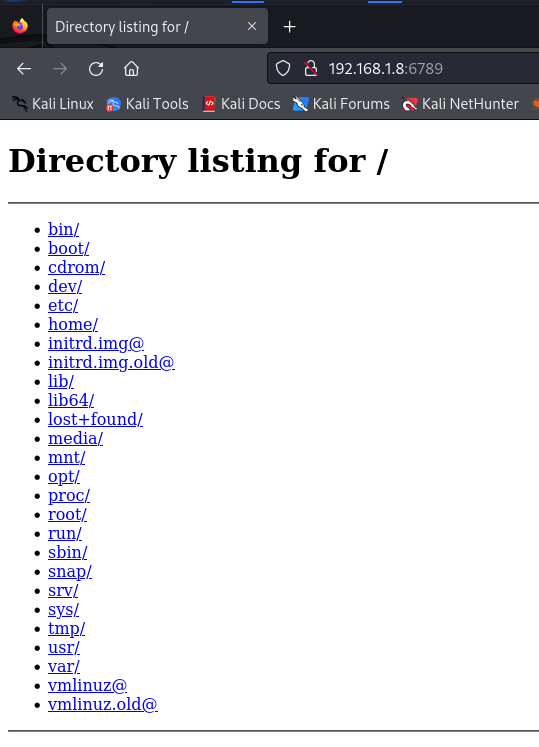 Directory listing for /
192.168.1.8:6789
Kali Linux Kali Tools Kali Docs Kali Forums Kali NetHunter
Directory listing for /
bin/
boot/
cdrom/
dev/
etc/
home/
initrd.img@
initrd.img.old@
lib/
lib64/
lost+found/
media/
mnt/
opt/
proc/
root/
run/
sbin/
snap/
srv/
sys/
tmp/
usr/
var/
vmlinuz@
vmlinuz.old@